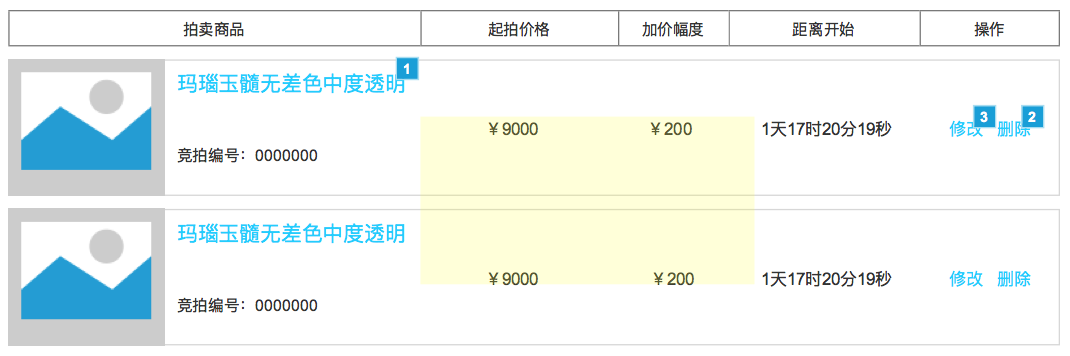 拍卖商品 起拍价格 加价幅度 距离开始 操作
玛瑙玉髓无差色中度透明 1
￥9000 ￥200 1天17时20分19秒 修改 3 删除 2
竞拍编号：0000000
玛瑙玉髓无差色中度透明
￥9000 ￥200 1天17时20分19秒 修改 删除
竞拍编号：0000000